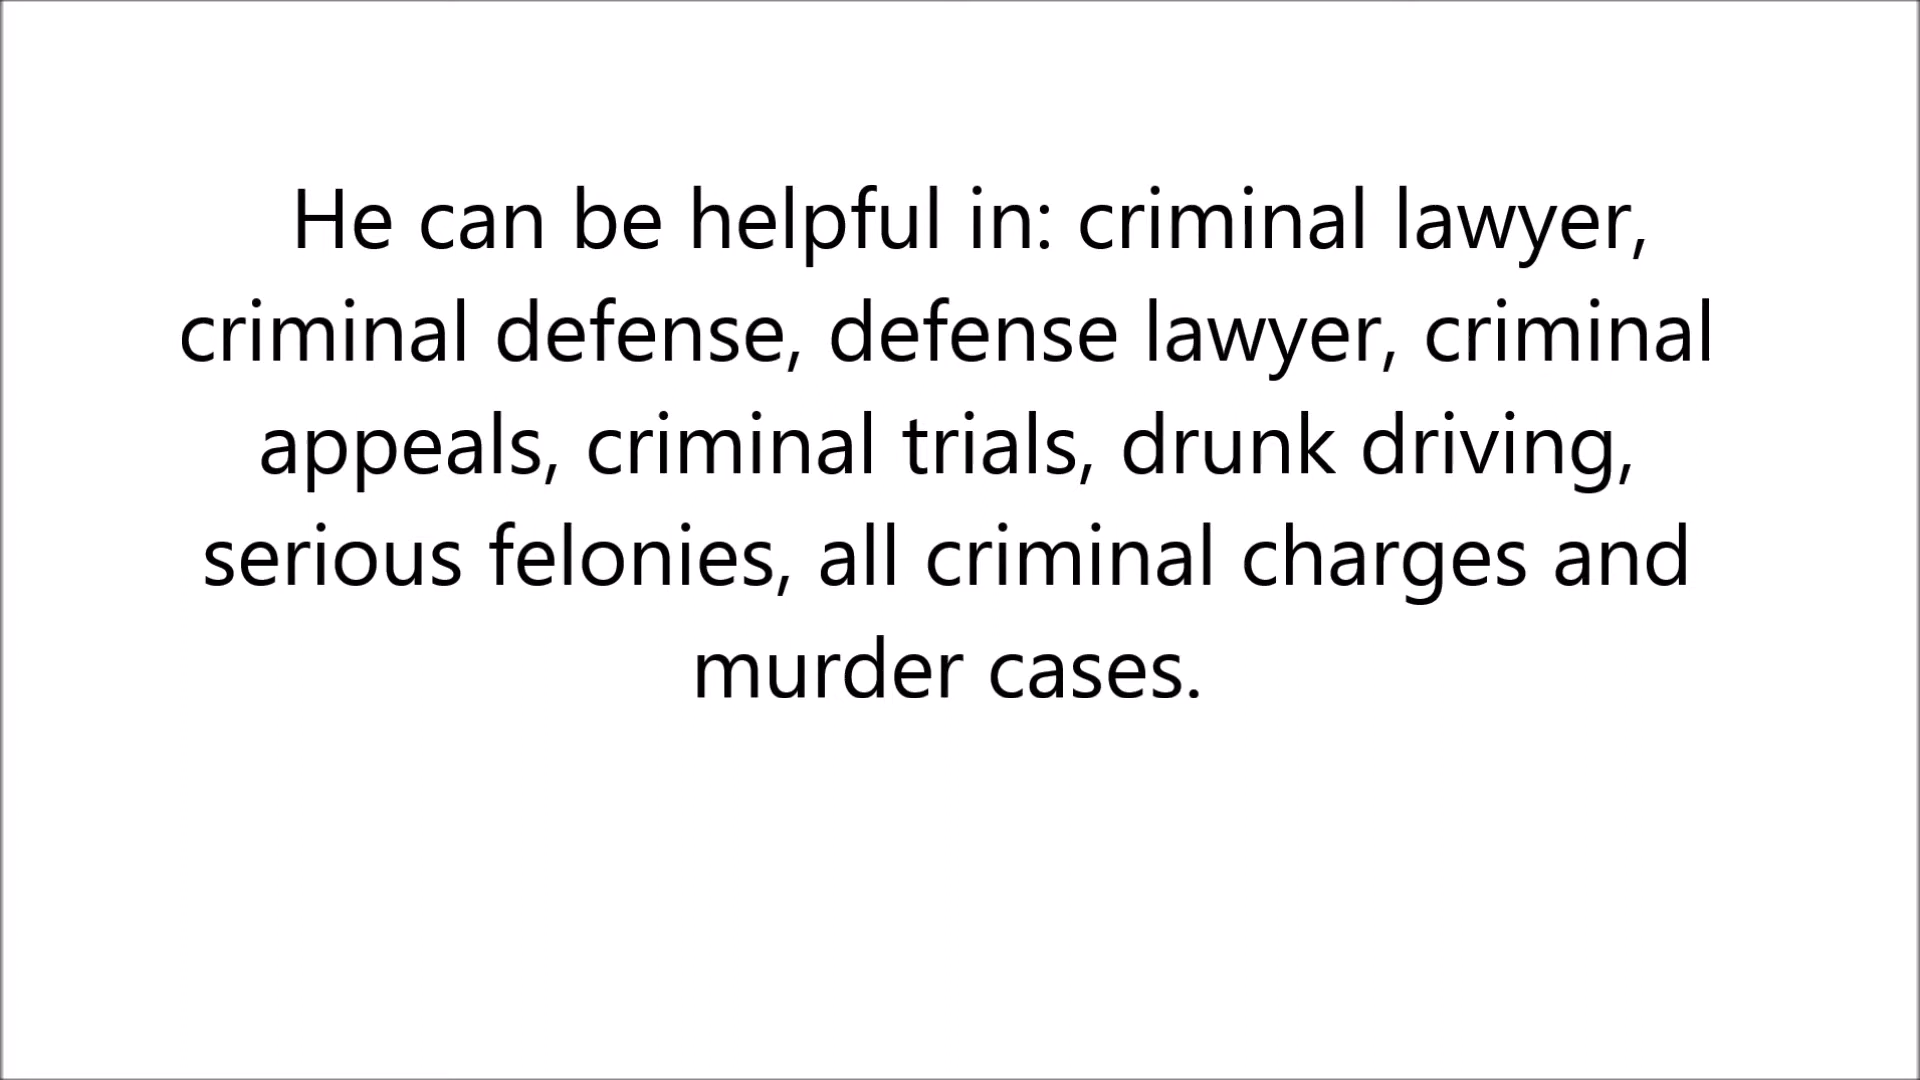 He can be helpful in: criminal lawyer,
criminal defense, defense lawyer, criminal
appeals, criminal trials, drunk driving,
serious felonies, all criminal charges and
murder cases.